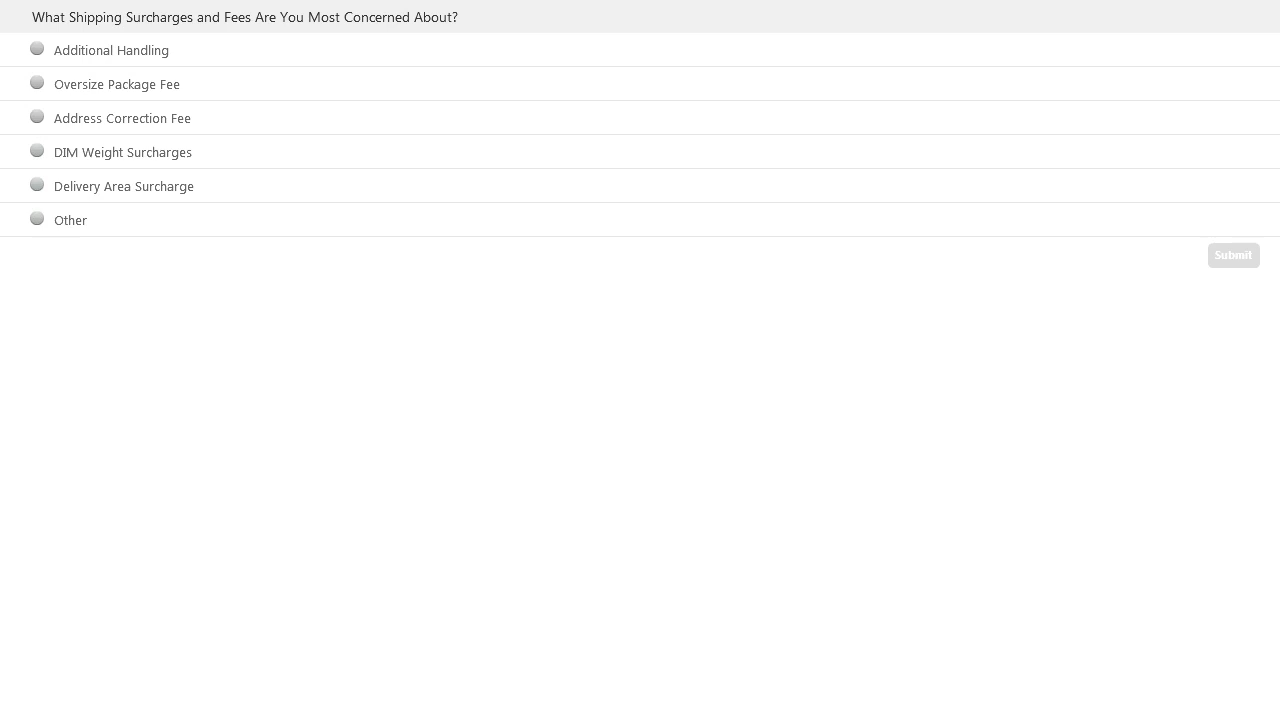 What Shipping Surcharges and Fees Are You Most Concerned About?
Additional Handling
Oversize Package Fee
Address Correction Fee
DIM Weight Surcharges
Delivery Area Surcharge
Other
Submit